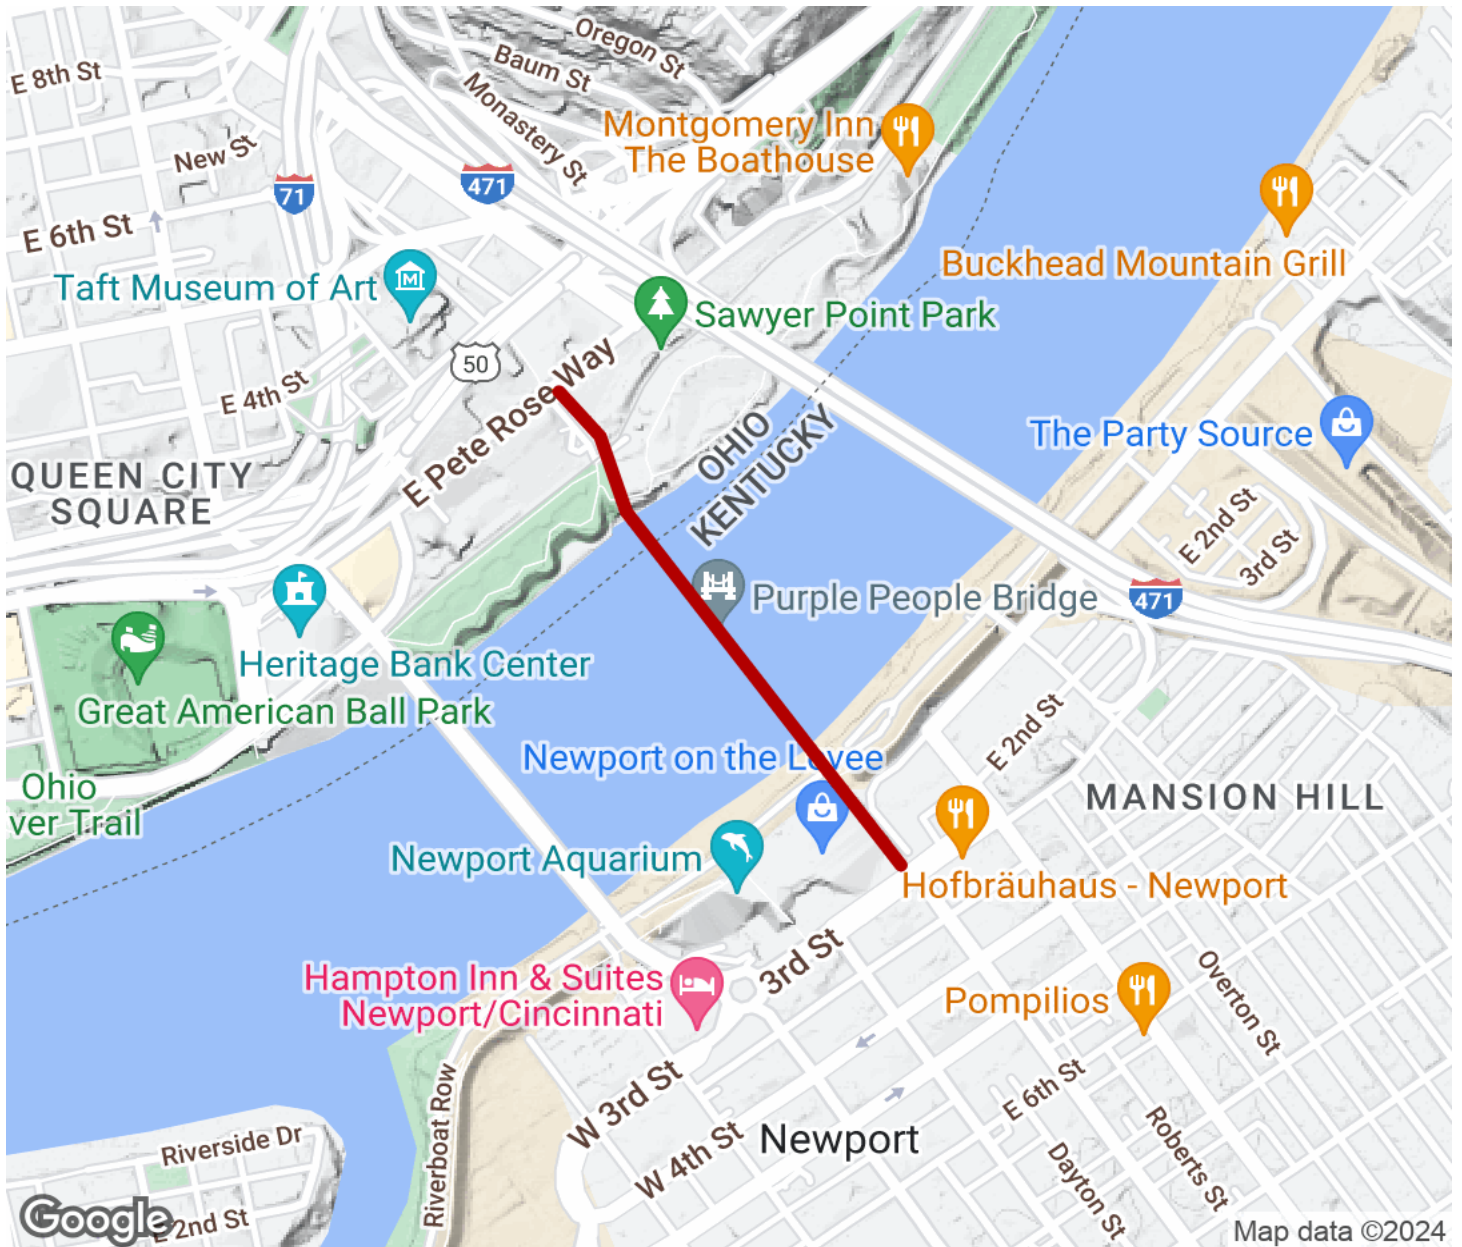 Oregon St
Baum St
E 8th St
Monastery St
Montgomery Inn
The Boathouse
New St
471
71
E 6th St
Buckhead Mountain Grill
Taft Museum of Art
Sawyer Point Park
50
E 4th St
E Pete Rose Way
OHIO
KENTUCKY
The Party Source
QUEEN CITY
SQUARE
E 2nd St
3rd St
Purple People Bridge
471
Heritage Bank Center
Great American Ball Park
E 2nd St
Newport on the Levee
Ohio
ver Trail
MANSION HILL
Newport Aquarium
Hofbräuhaus - Newport
3rd St
Hampton Inn & Suites
Newport/Cincinnati
Pompilios
Overton St
W 3rd St
E 6th St
Riverboat Row
Riverside Dr
W 4th St
Newport
Roberts St
Dayton St
Google
E 2nd St
Map data ©2024